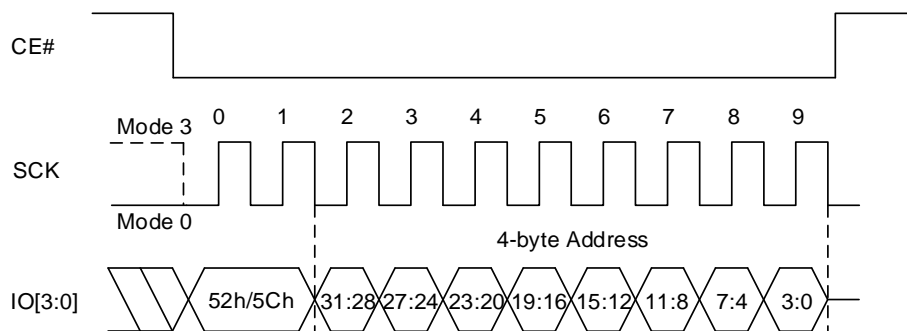 CE#
0 1 2 3 4 5 6 7 8 9
Mode 3
SCK
Mode 0
4-byte Address
IO[3:0] 52h/5Ch 31:28 27:24 23:20 19:16 15:12 11:8 7:4 3:0